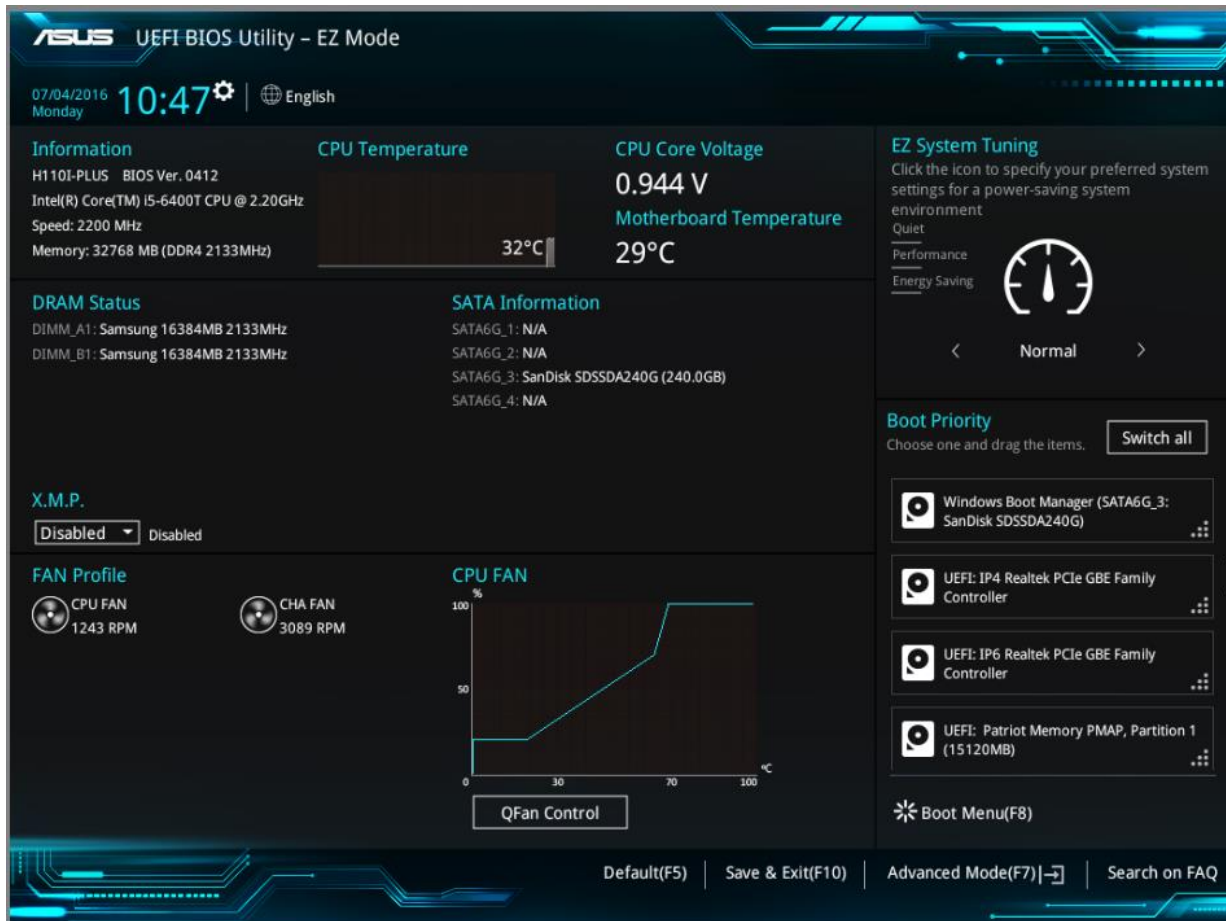 ASUS UEFI BIOS Utility – EZ Mode
07/04/2016
Monday
10:47
English
Information
H110I-PLUS BIOS Ver. 0412
Intel(R) Core(TM) i5-6400T CPU @ 2.20GHz
Speed: 2200 MHz
Memory: 32768 MB (DDR4 2133MHz)
CPU Temperature
32°C
CPU Core Voltage
0.944 V
Motherboard Temperature
29°C
EZ System Tuning
Click the icon to specify your preferred system
settings for a power-saving system
environment
Quiet
Performance
Energy Saving
Normal
DRAM Status
DIMM_A1: Samsung 16384MB 2133MHz
DIMM_B1: Samsung 16384MB 2133MHz
SATA Information
SATA6G_1: N/A
SATA6G_2: N/A
SATA6G_3: SanDisk SDSSDA240G (240.0GB)
SATA6G_4: N/A
X.M.P.
Disabled
Disabled
Boot Priority
Choose one and drag the items.
Switch all
Windows Boot Manager (SATA6G_3:
SanDisk SDSSDA240G)
UEFI: IP4 Realtek PCIe GBE Family
Controller
UEFI: IP6 Realtek PCIe GBE Family
Controller
UEFI: Patriot Memory PMAP, Partition 1
(15120MB)
Boot Menu(F8)
FAN Profile
CPU FAN
1243 RPM
CHA FAN
3089 RPM
CPU FAN
%
100
50
0 30 70 100
°C
QFan Control
Default(F5)
Save & Exit(F10)
Advanced Mode(F7)
Search on FAQ